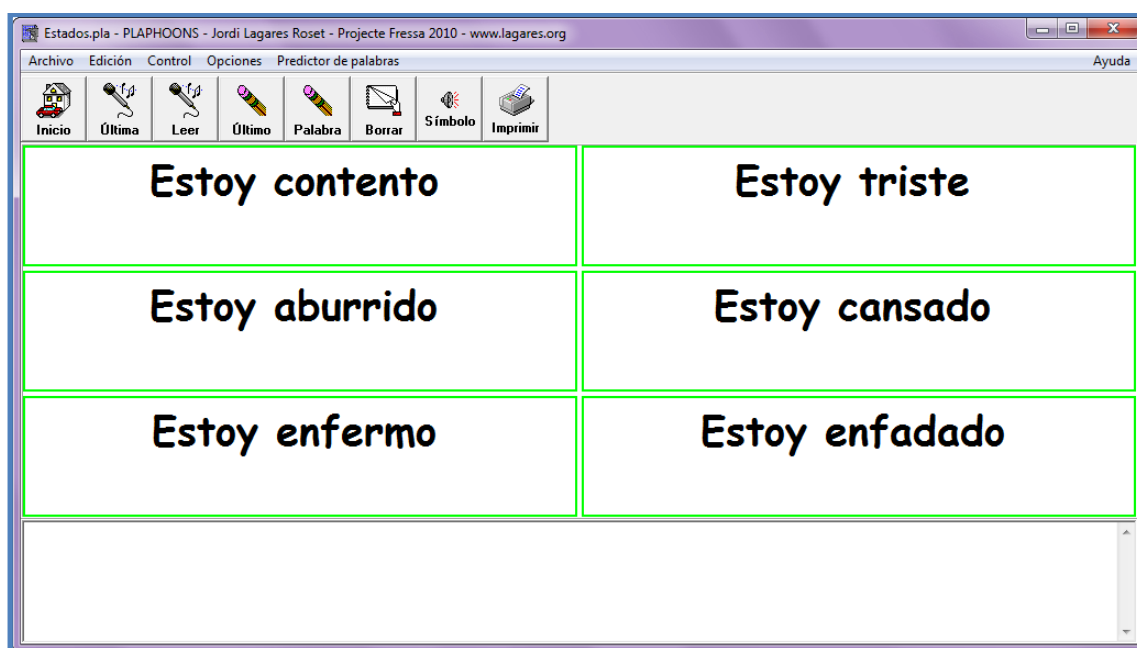 Estados.pla - PLAPHOONS - Jordi Lagares Roset - Projecte Fressa 2010 - www.lagares.org
Archivo Edición Control Opciones Predictor de palabras Ayuda
Inicio Última Leer Último Palabra Borrar Símbolo Imprimir
Estoy contento Estoy triste
Estoy aburrido Estoy cansado
Estoy enfermo Estoy enfadado